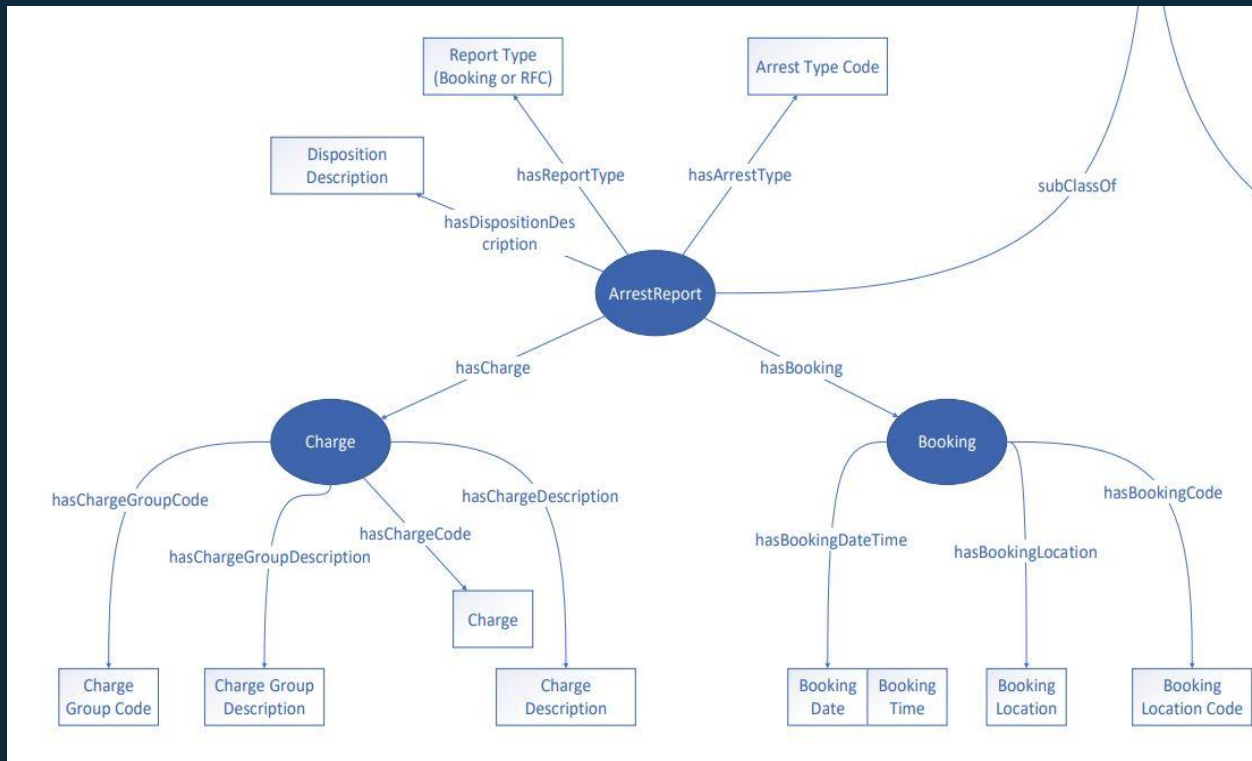 Report Type
(Booking or RFC)
Arrest Type Code
Disposition
Description
hasReportType
hasArrestType
subClassOf
hasDispositionDes
cription
ArrestReport
hasCharge
hasBooking
Charge
Booking
hasChargeGroupCode
hasChargeDescription
hasBookingCode
hasChargeCode
hasBookingDateTime
hasChargeGroupDescription
hasBookingLocation
Charge
Charge
Group Code
Charge Group
Description
Charge
Description
Booking
Date
Booking
Time
Booking
Location
Booking
Location Code